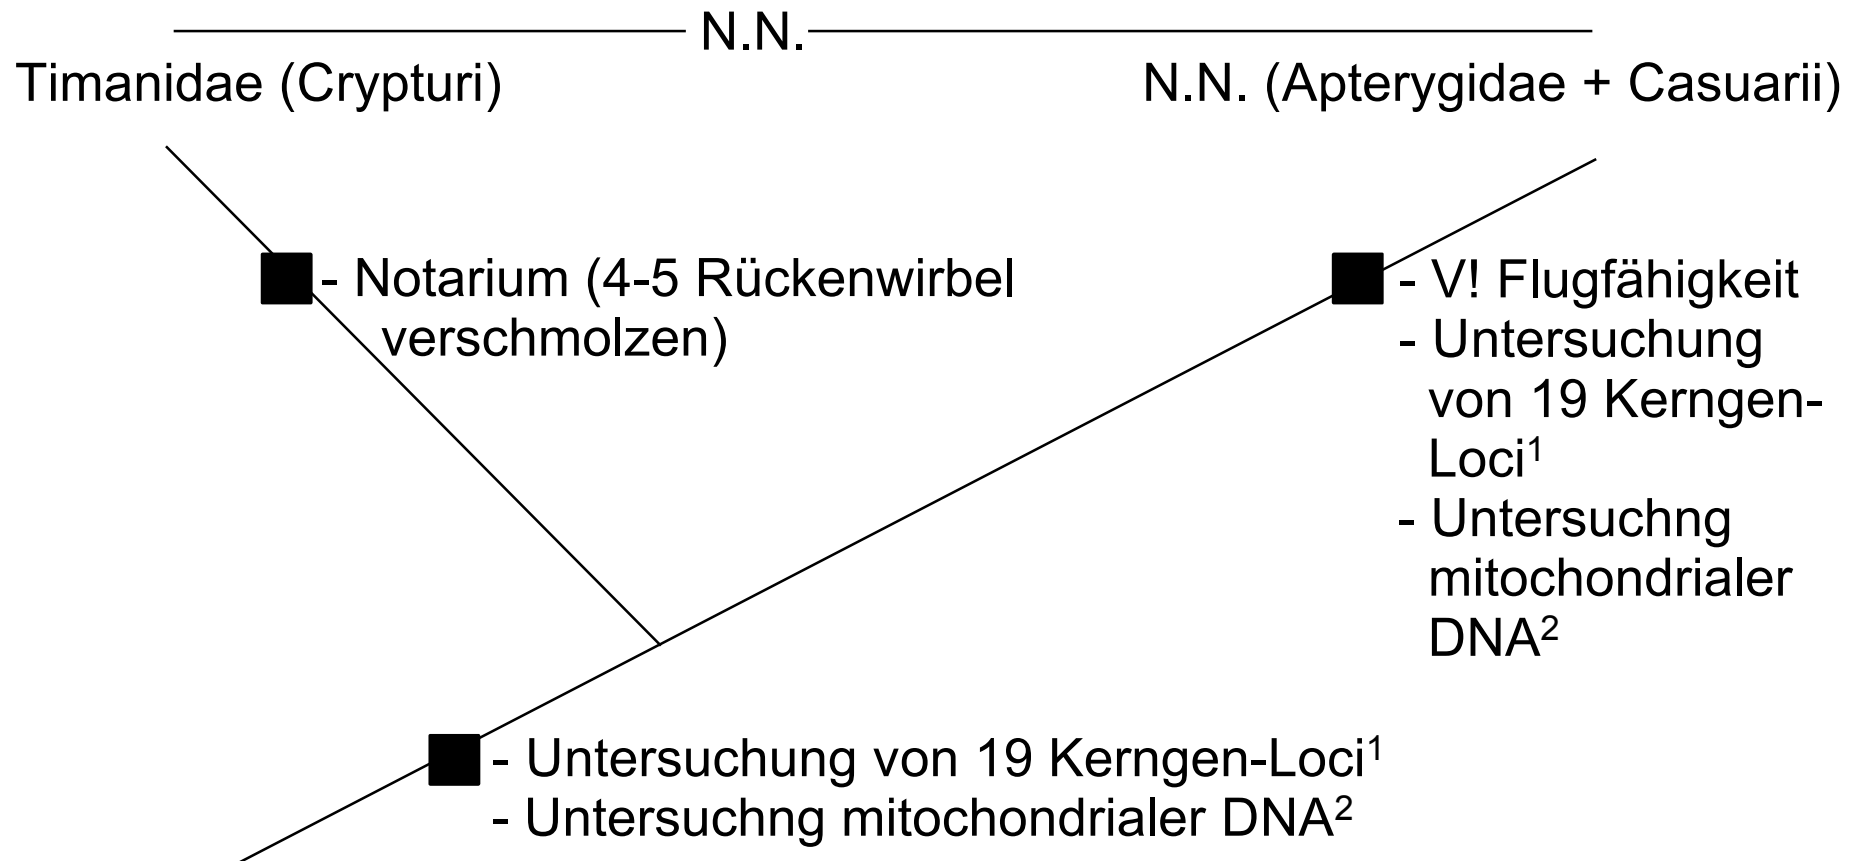 N.N.
Timanidae (Crypturi)
N.N. (Apterygidae + Casuarii)
- Notarium (4-5 Rückenwirbel
verschmolzen)
- V! Flugfähigkeit
- Untersuchung
von 19 Kerngen-
Loci¹
- Untersuchng
mitochondrialer
DNA²
- Untersuchung von 19 Kerngen-Loci¹
- Untersuchng mitochondrialer DNA²